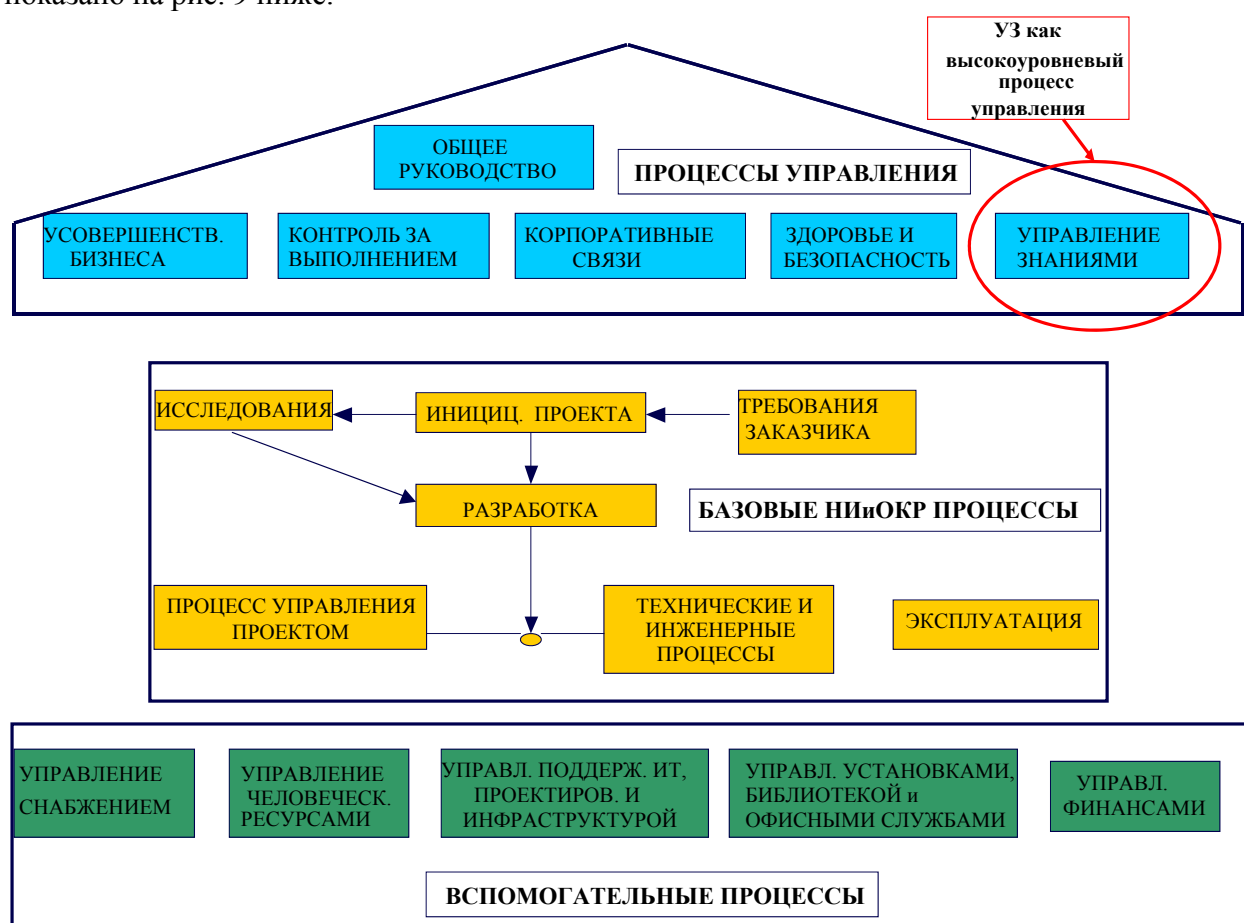 показано на рис. 9 ниже.
УЗ как
высокоуровневый
процесс
управления
ОБЩЕЕ
РУКОВОДСТВО
ПРОЦЕССЫ УПРАВЛЕНИЯ
УСОВЕРШЕНСТВ.
БИЗНЕСА
КОНТРОЛЬ ЗА
ВЫПОЛНЕНИЕМ
КОРПОРАТИВНЫЕ
СВЯЗИ
ЗДОРОВЬЕ И
БЕЗОПАСНОСТЬ
УПРАВЛЕНИЕ
ЗНАНИЯМИ
ИССЛЕДОВАНИЯ
ИНИЦИЦ. ПРОЕКТА
ТРЕБОВАНИЯ
ЗАКАЗЧИКА
РАЗРАБОТКА
БАЗОВЫЕ НИиОКР ПРОЦЕССЫ
ПРОЦЕСС УПРАВЛЕНИЯ
ПРОЕКТОМ
ТЕХНИЧЕСКИЕ И
ИНЖЕНЕРНЫЕ
ПРОЦЕССЫ
ЭКСПЛУАТАЦИЯ
УПРАВЛЕНИЕ
СНАБЖЕНИЕМ
УПРАВЛЕНИЕ
ЧЕЛОВЕЧЕСК.
РЕСУРСАМИ
УПРАВЛ. ПОДДЕРЖ. ИТ,
ПРОЕКТИРОВ. И
ИНФРАСТРУКТУРОЙ
УПРАВЛ. УСТАНОВКАМИ,
БИБЛИОТЕКОЙ и
ОФИСНЫМИ СЛУЖБАМИ
УПРАВЛ.
ФИНАНСАМИ
ВСПОМОГАТЕЛЬНЫЕ ПРОЦЕССЫ